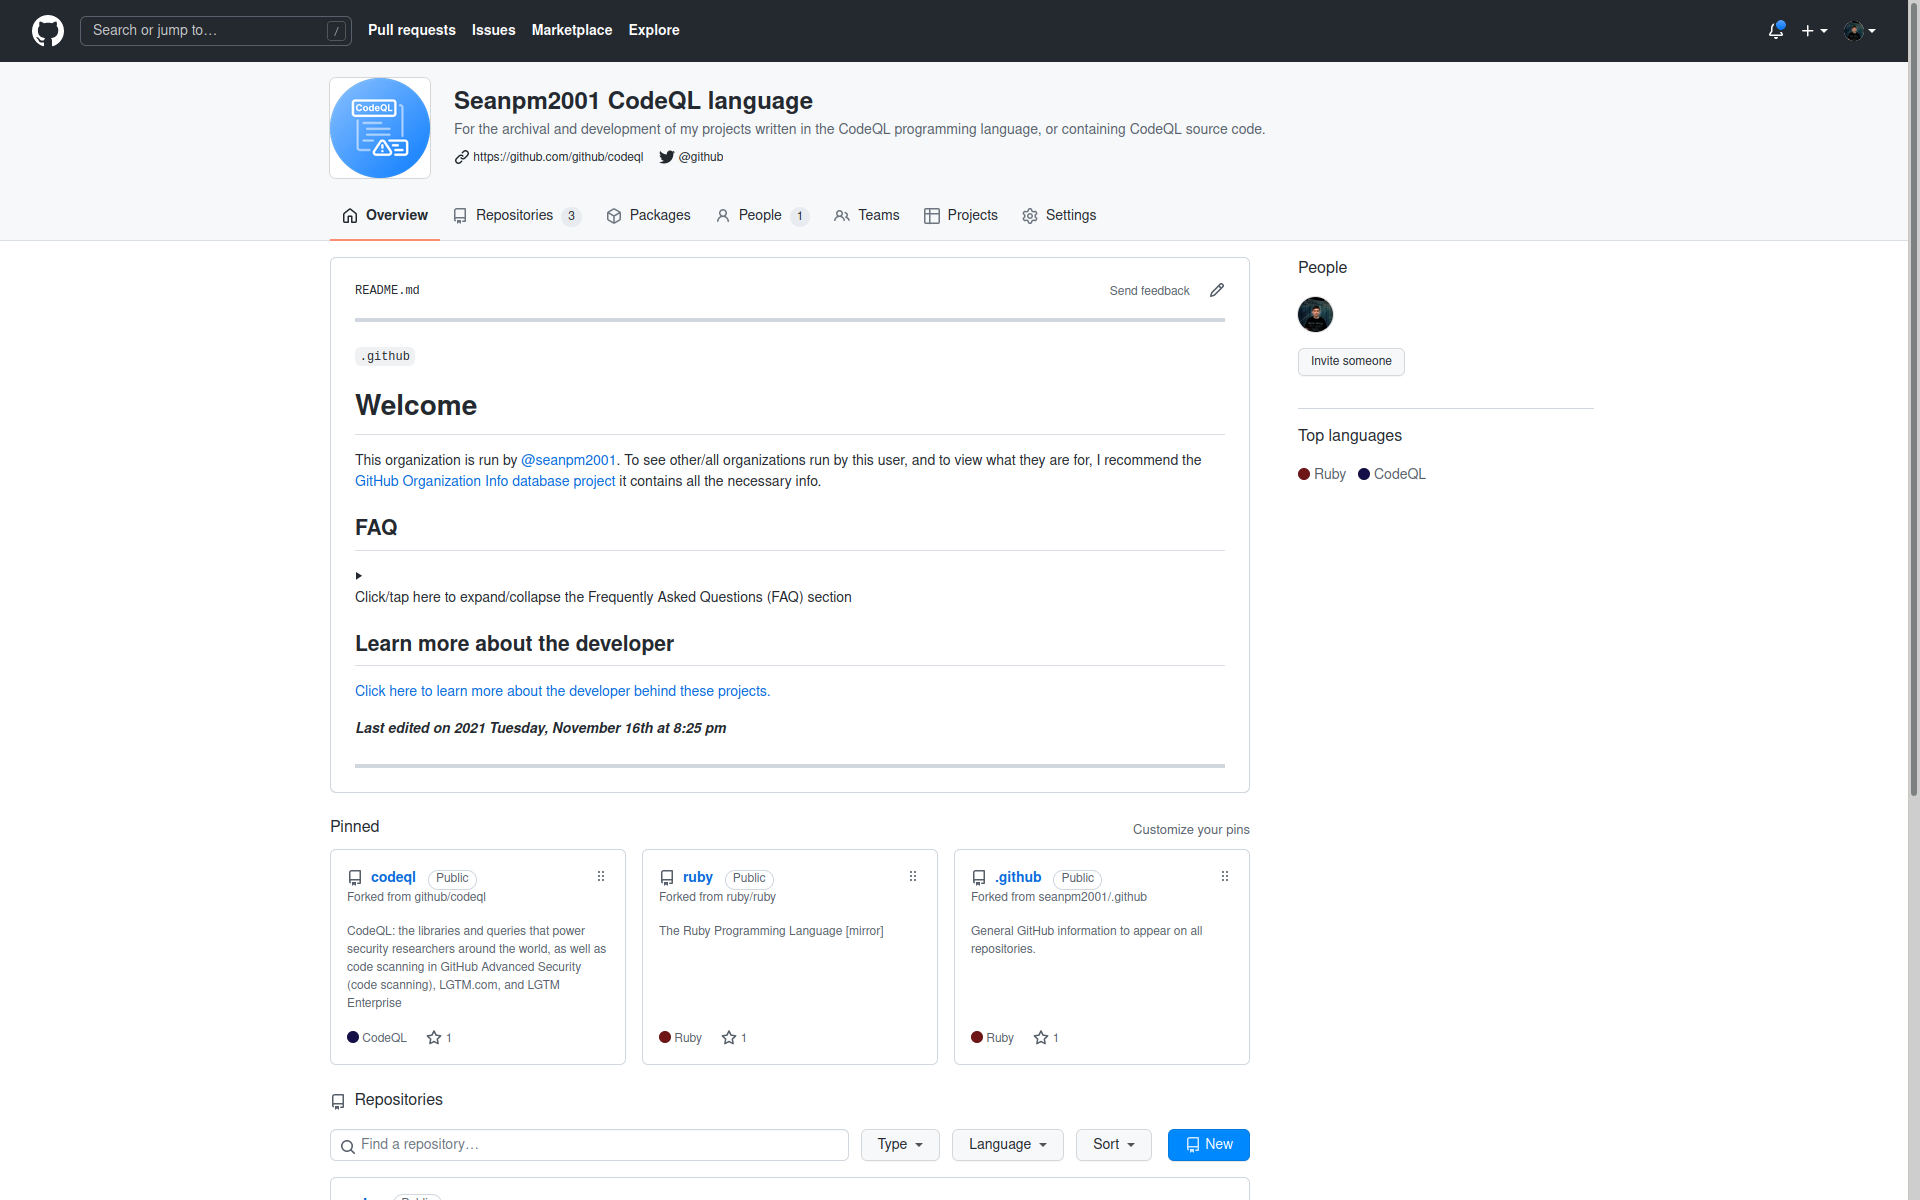 Search or jump to…
/
Pull requests
Issues
Marketplace
Explore
CodeQL
Seanpm2001 CodeQL language
For the archival and development of my projects written in the CodeQL programming language, or containing CodeQL source code.
https://github.com/github/codeql
@github
Overview
Repositories 3
Packages
People 1
Teams
Projects
Settings
README.md
Send feedback
.github
Welcome
This organization is run by @seanpm2001. To see other/all organizations run by this user, and to view what they are for, I recommend the
GitHub Organization Info database project it contains all the necessary info.
FAQ
Click/tap here to expand/collapse the Frequently Asked Questions (FAQ) section
Learn more about the developer
Click here to learn more about the developer behind these projects.
Last edited on 2021 Tuesday, November 16th at 8:25 pm
People
Invite someone
Top languages
Ruby
CodeQL
Pinned
Customize your pins
codeql Public
Forked from github/codeql
CodeQL: the libraries and queries that power
security researchers around the world, as well as
code scanning in GitHub Advanced Security
(code scanning), LGTM.com, and LGTM
Enterprise
CodeQL 1
ruby Public
Forked from ruby/ruby
The Ruby Programming Language [mirror]
Ruby 1
.github Public
Forked from seanpm2001/.github
General GitHub information to appear on all
repositories.
Ruby 1
Repositories
Find a repository…
Type
Language
Sort
New